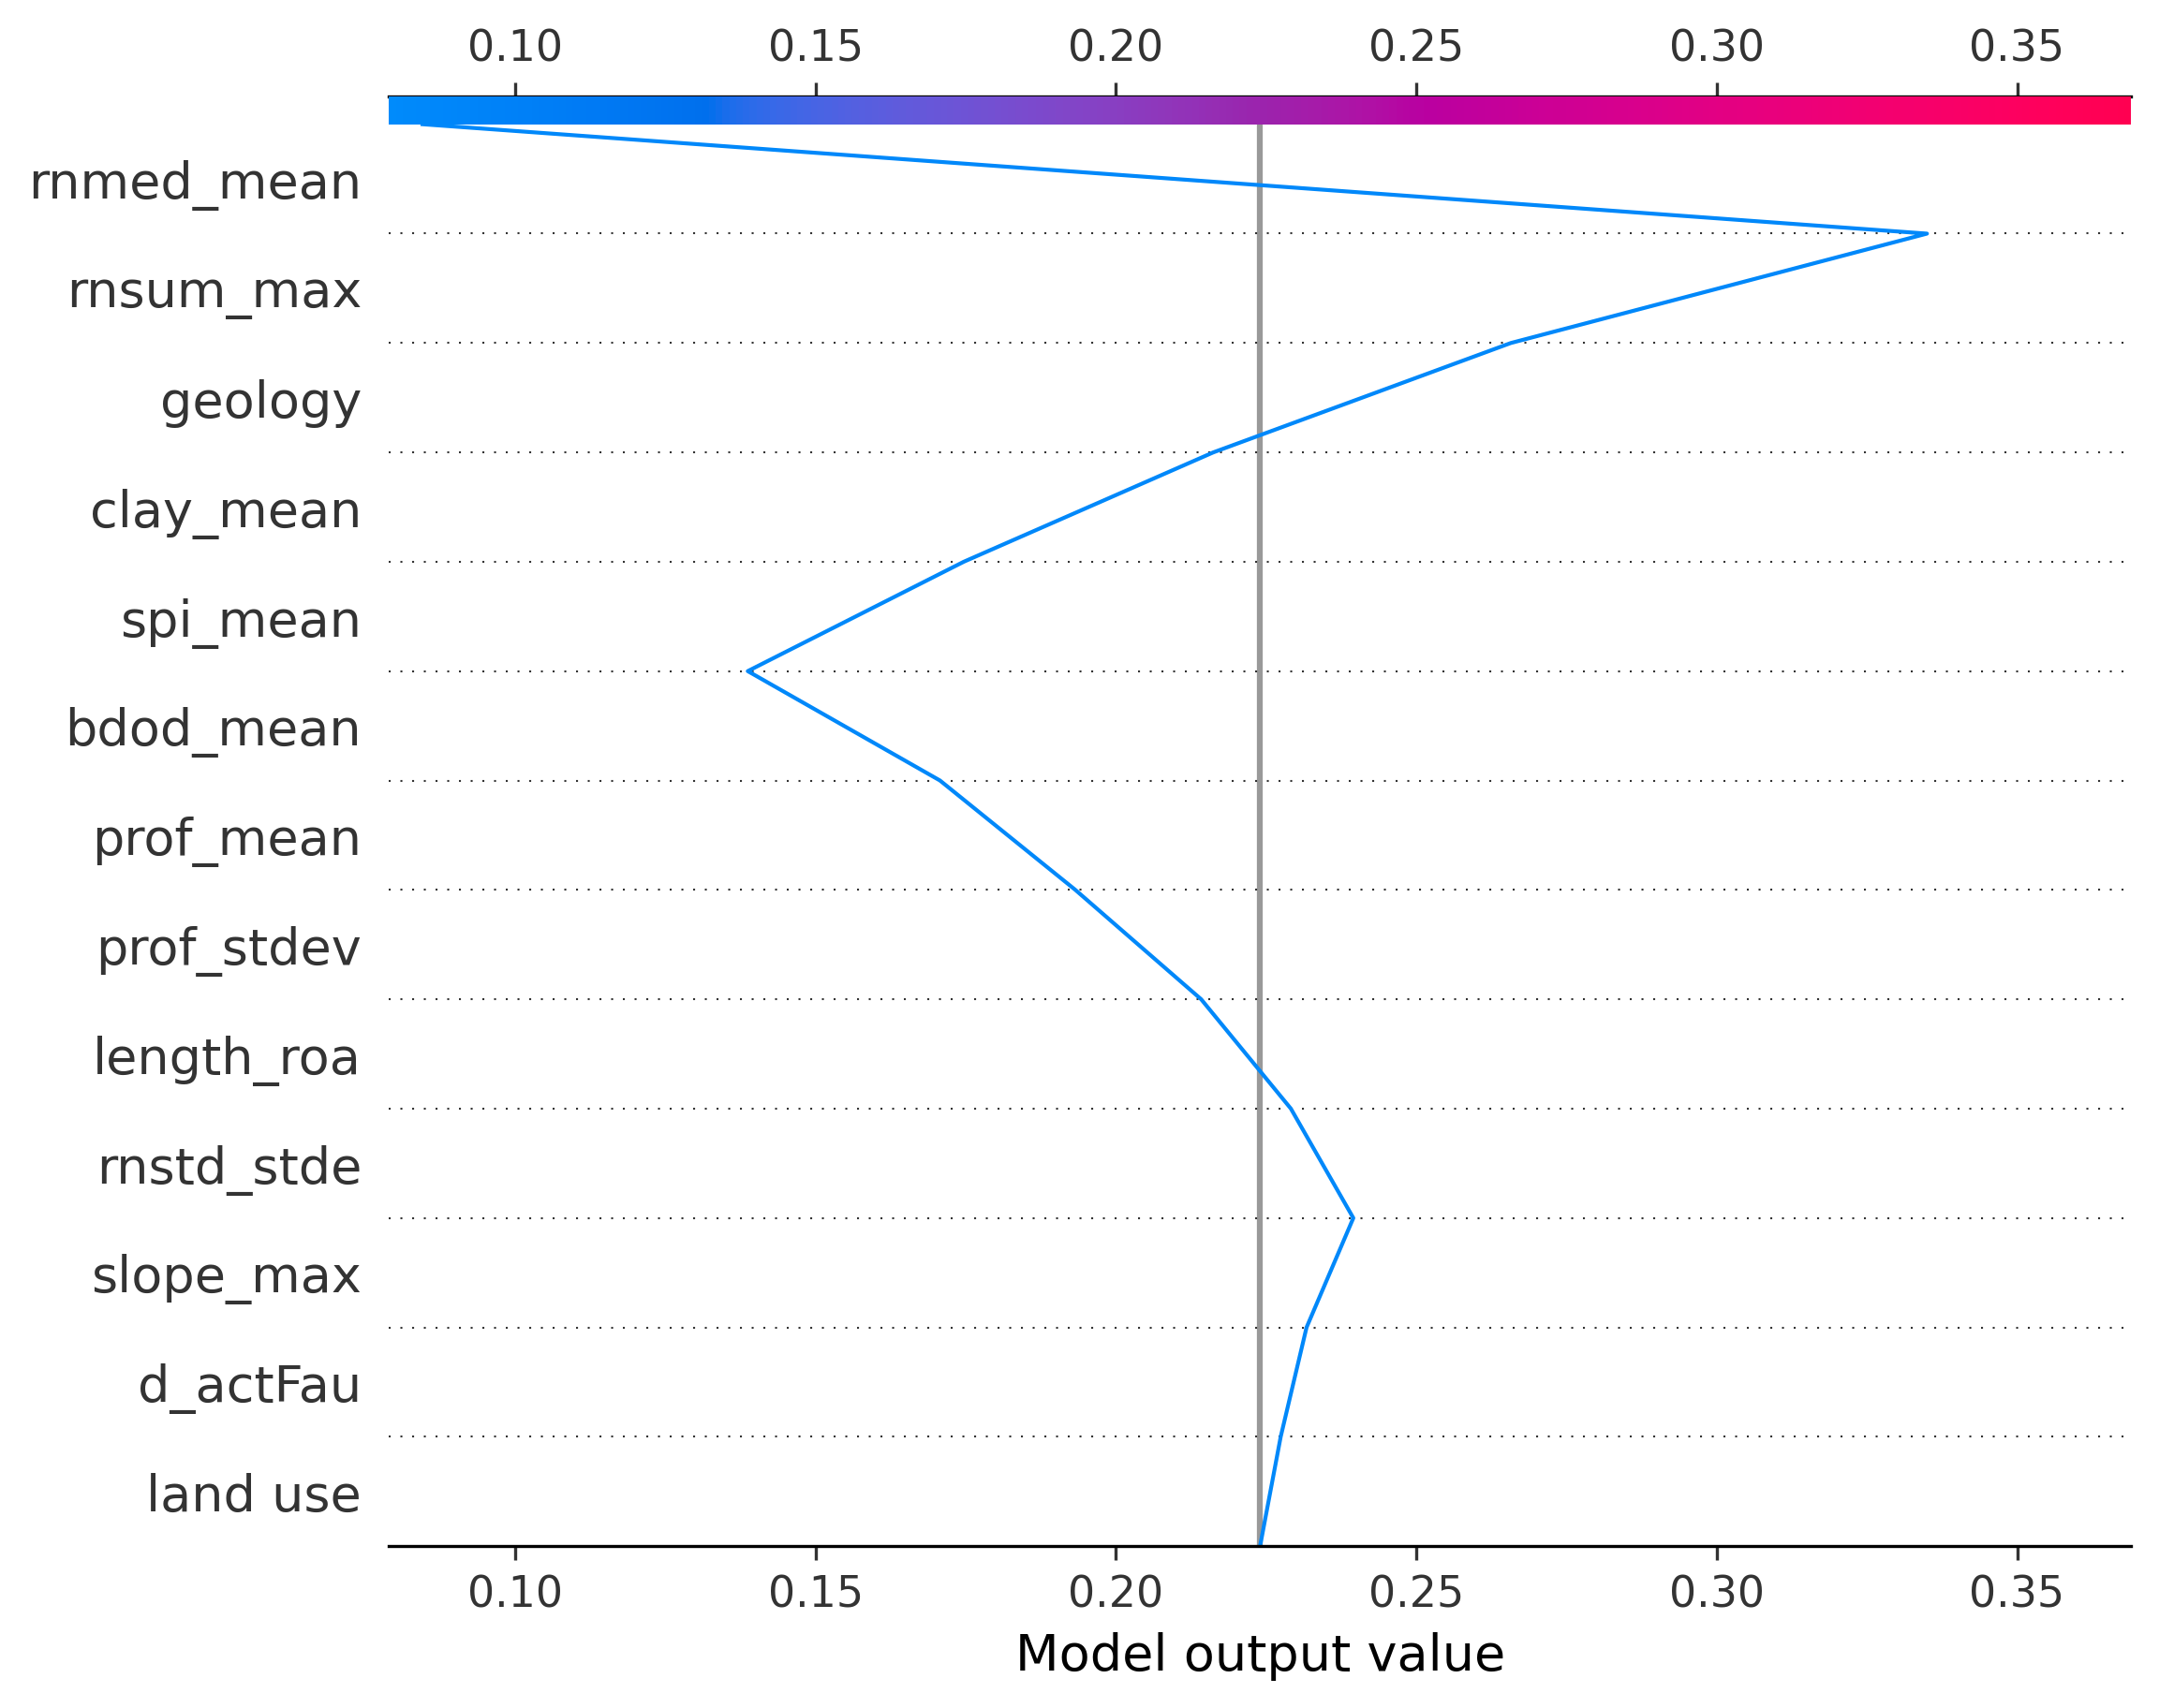 0.10 0.15 0.20 0.25 0.30 0.35
rnmed_mean
rnsum_max
geology
clay_mean
spi_mean
bdod_mean
prof_mean
prof_stdev
length_roa
rnstd_stde
slope_max
d_actFau
land use
0.10 0.15 0.20 0.25 0.30 0.35
Model output value